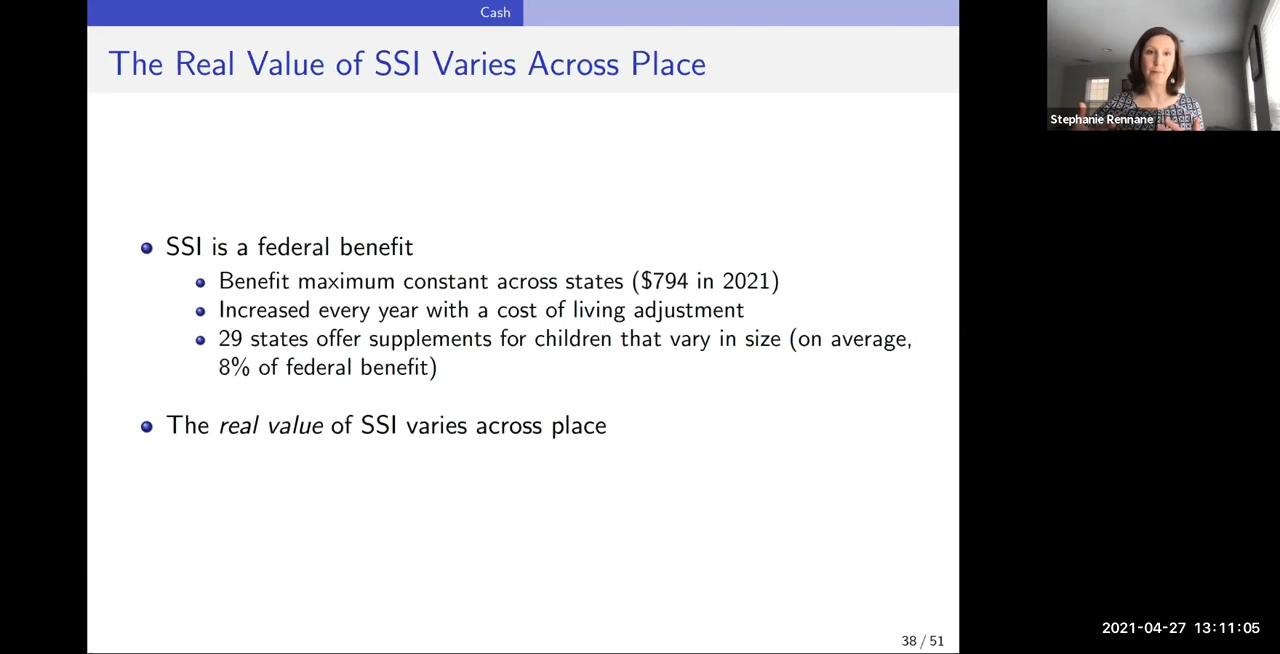 Cash
The Real Value of SSI Varies Across Place
SSI is a federal benefit
Benefit maximum constant across states ($794 in 2021)
Increased every year with a cost of living adjustment
29 states offer supplements for children that vary in size (on average,
8% of federal benefit)
The real value of SSI varies across place
38 / 51
Stephanie Rennane
2021-04-27 13:11:05